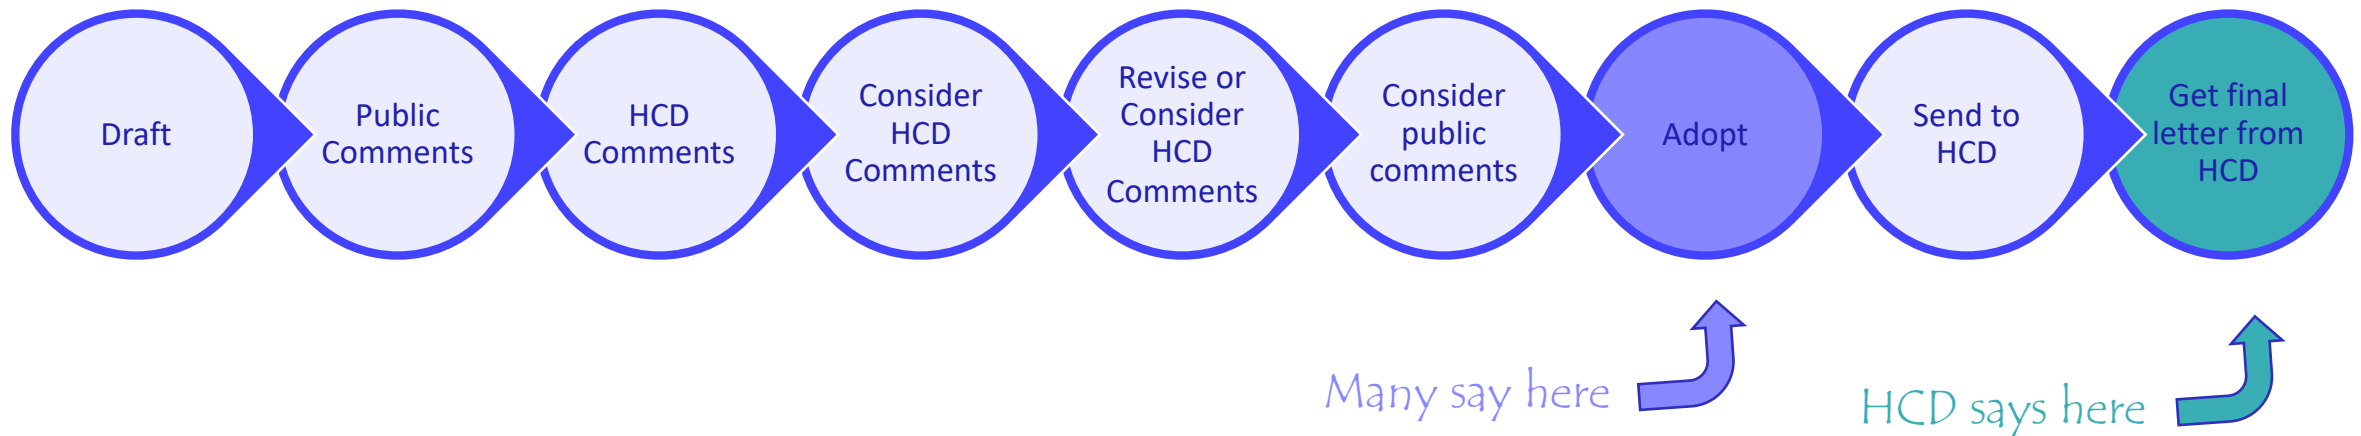 Draft
Public
Comments
HCD
Comments
Consider
HCD
Comments
Revise or
Consider
HCD
Comments
Consider
public
comments
Adopt
Send to
HCD
Get final
letter from
HCD
Many say here
HCD says here